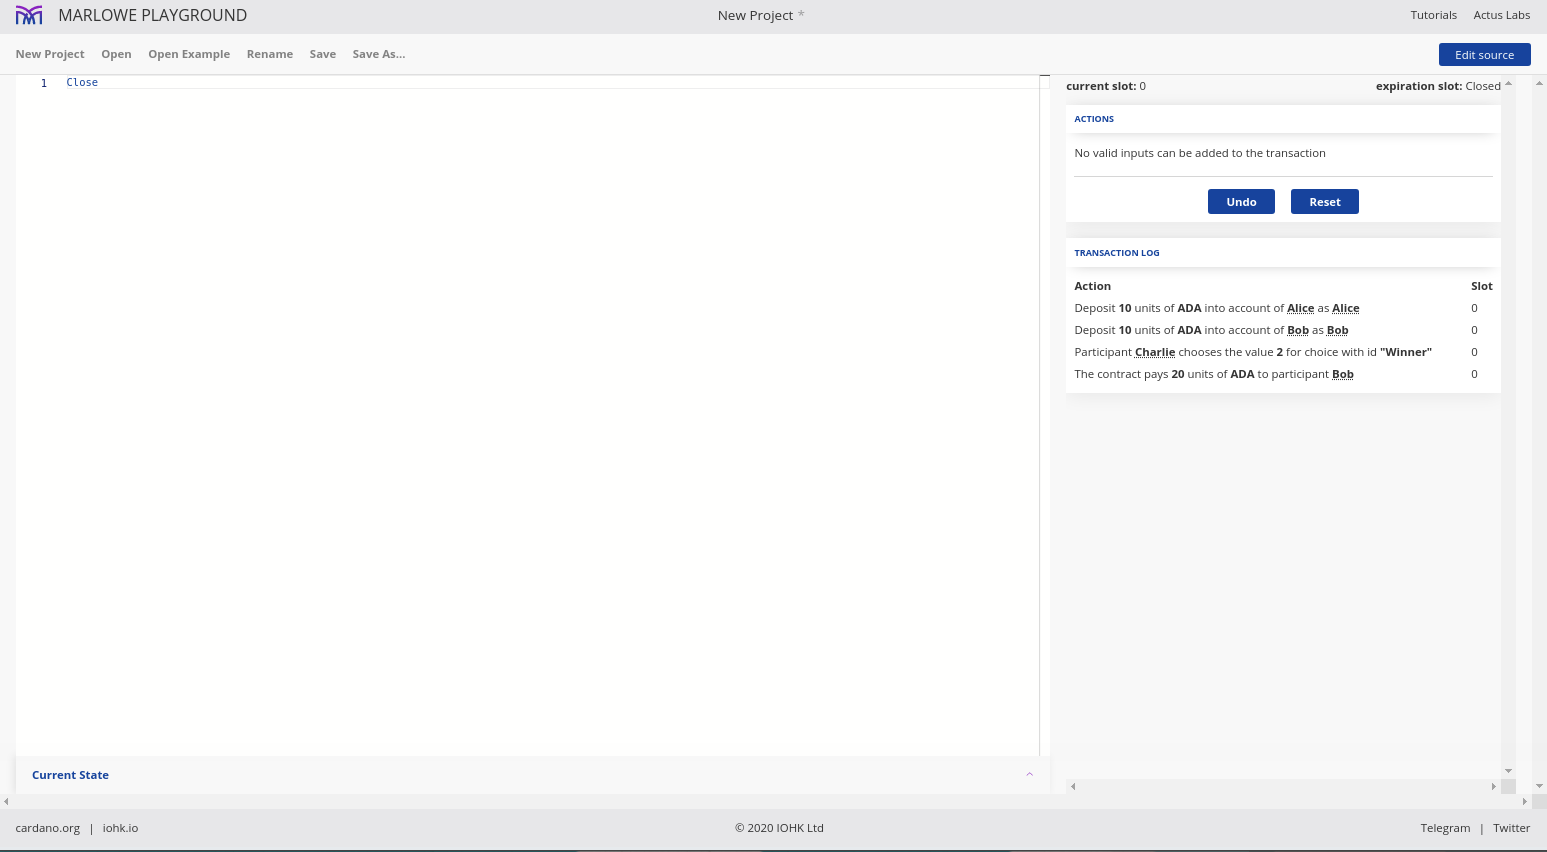 MARLOWE PLAYGROUND
New Project *
Tutorials Actus Labs
New Project Open Open Example Rename Save Save As...
Edit source
1 Close
current slot: 0 expiration slot: Closed
ACTIONS
No valid inputs can be added to the transaction
Undo Reset
TRANSACTION LOG
Action Slot
Deposit 10 units of ADA into account of Alice as Alice 0
Deposit 10 units of ADA into account of Bob as Bob 0
Participant Charlie chooses the value 2 for choice with id "Winner" 0
The contract pays 20 units of ADA to participant Bob 0
Current State
cardano.org | iohk.io
© 2020 IOHK Ltd
Telegram | Twitter